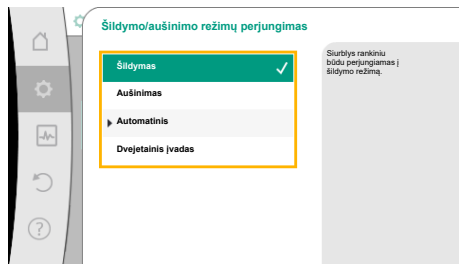 Šildymo/aušinimo režimų perjungimas
Šildymas
Aušinimas
Automatinis
Dvejetainis įvadas
Siurblys rankiniu
būdu perjungiamas į
šildymo režimą.
?